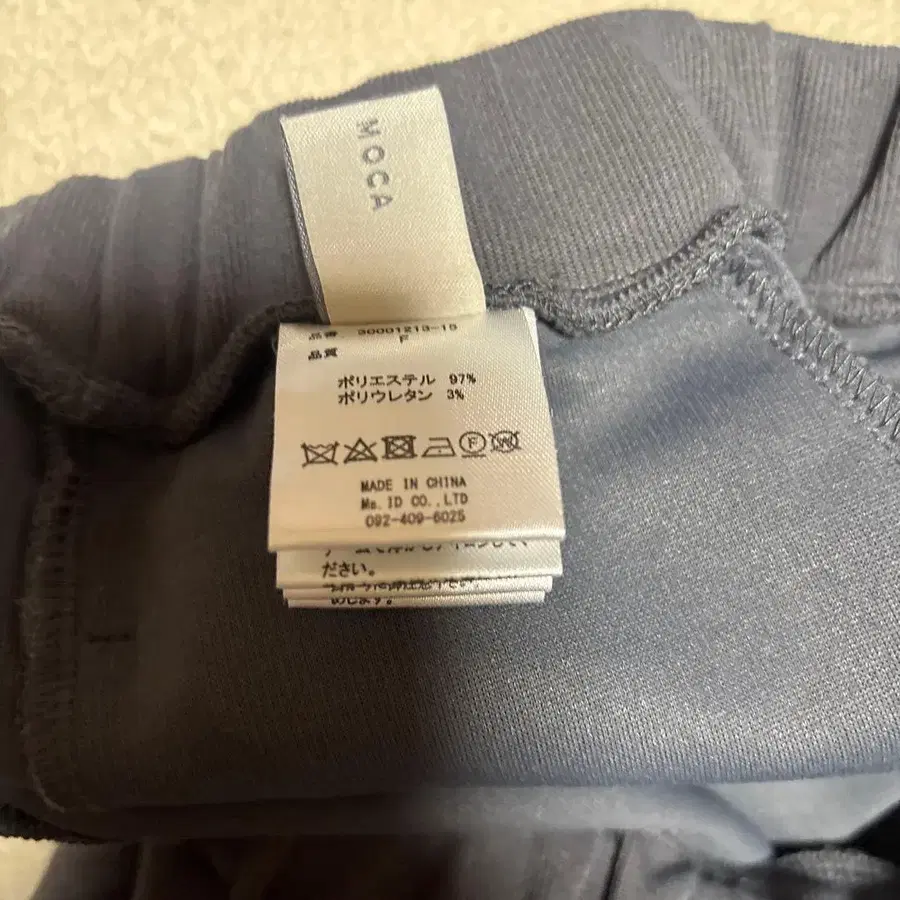 MOCA
品番 30001213-15
F
品質
ポリエステル 97%
ポリウレタン 3%
F W
MADE IN CHINA
Ms. ID CO.,LTD
092-409-6025
ださい。